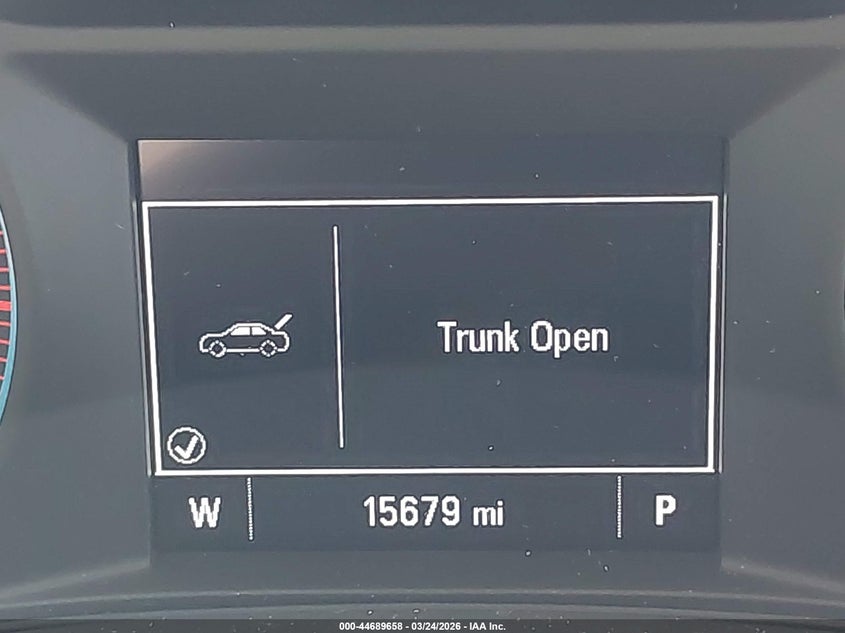 Trunk Open
W 15679 mi P
000-44689658 - 03/24/2026 - IAA Inc.